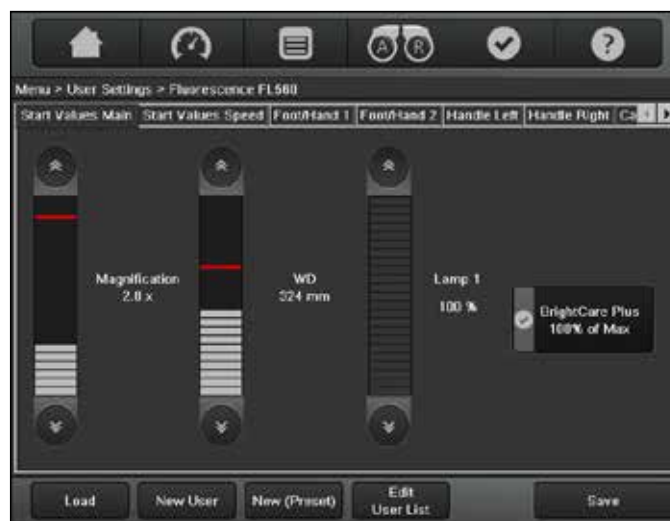 A R ?
Menu > User Settings > Fluorescence FL560
Start Values Main Start Values Speed Foot/Hand 1 Foot/Hand 2 Handle Left Handle Right Ca
Magnification
2.8 x
WD
324 mm
Lamp 1
100 %
BrightCare Plus
100% of Max
Load
New User
New (Preset)
Edit
User List
Save